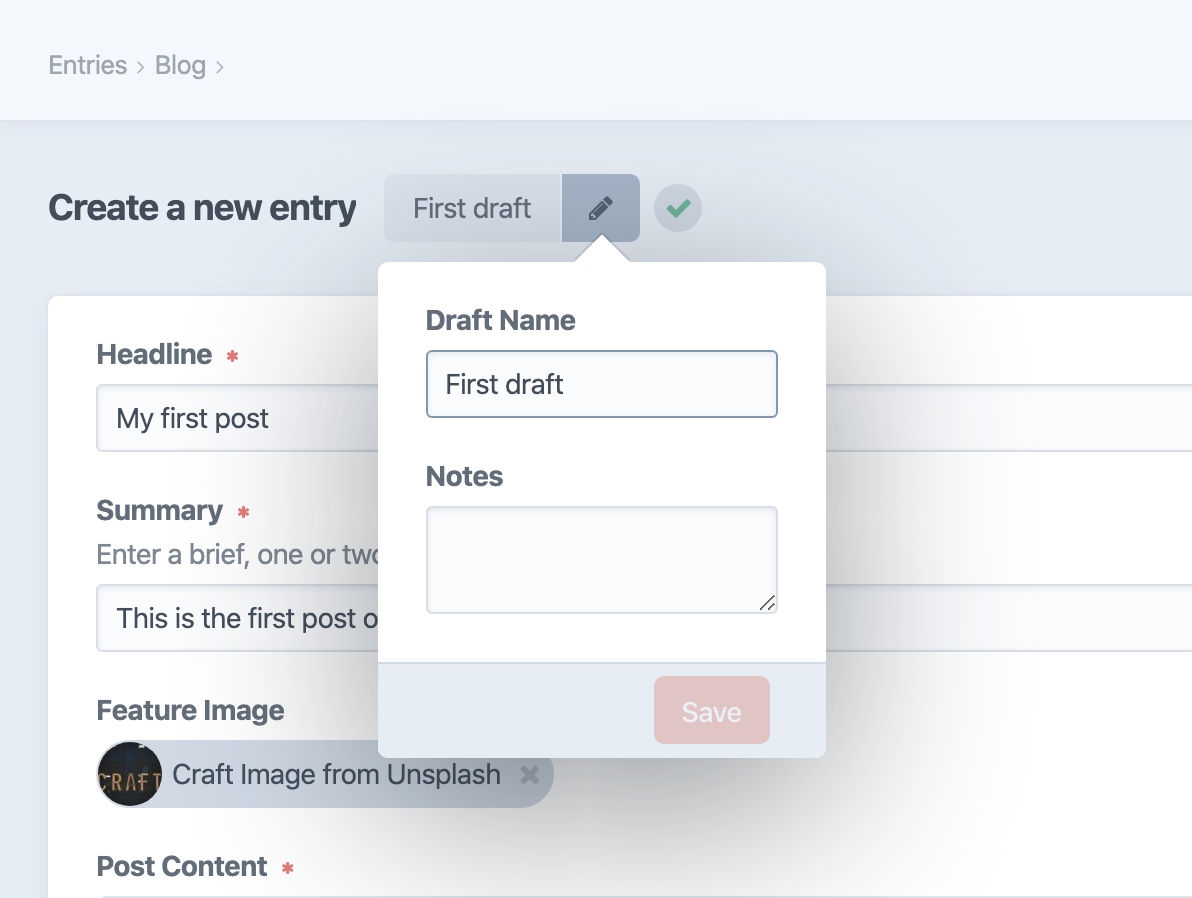 Entries › Blog ›
Create a new entry
First draft
Draft Name
First draft
Notes
Save
Headline *
My first post
Summary *
Enter a brief, one or two
This is the first post o
Feature Image
CRAFT
Craft Image from Unsplash
Post Content *